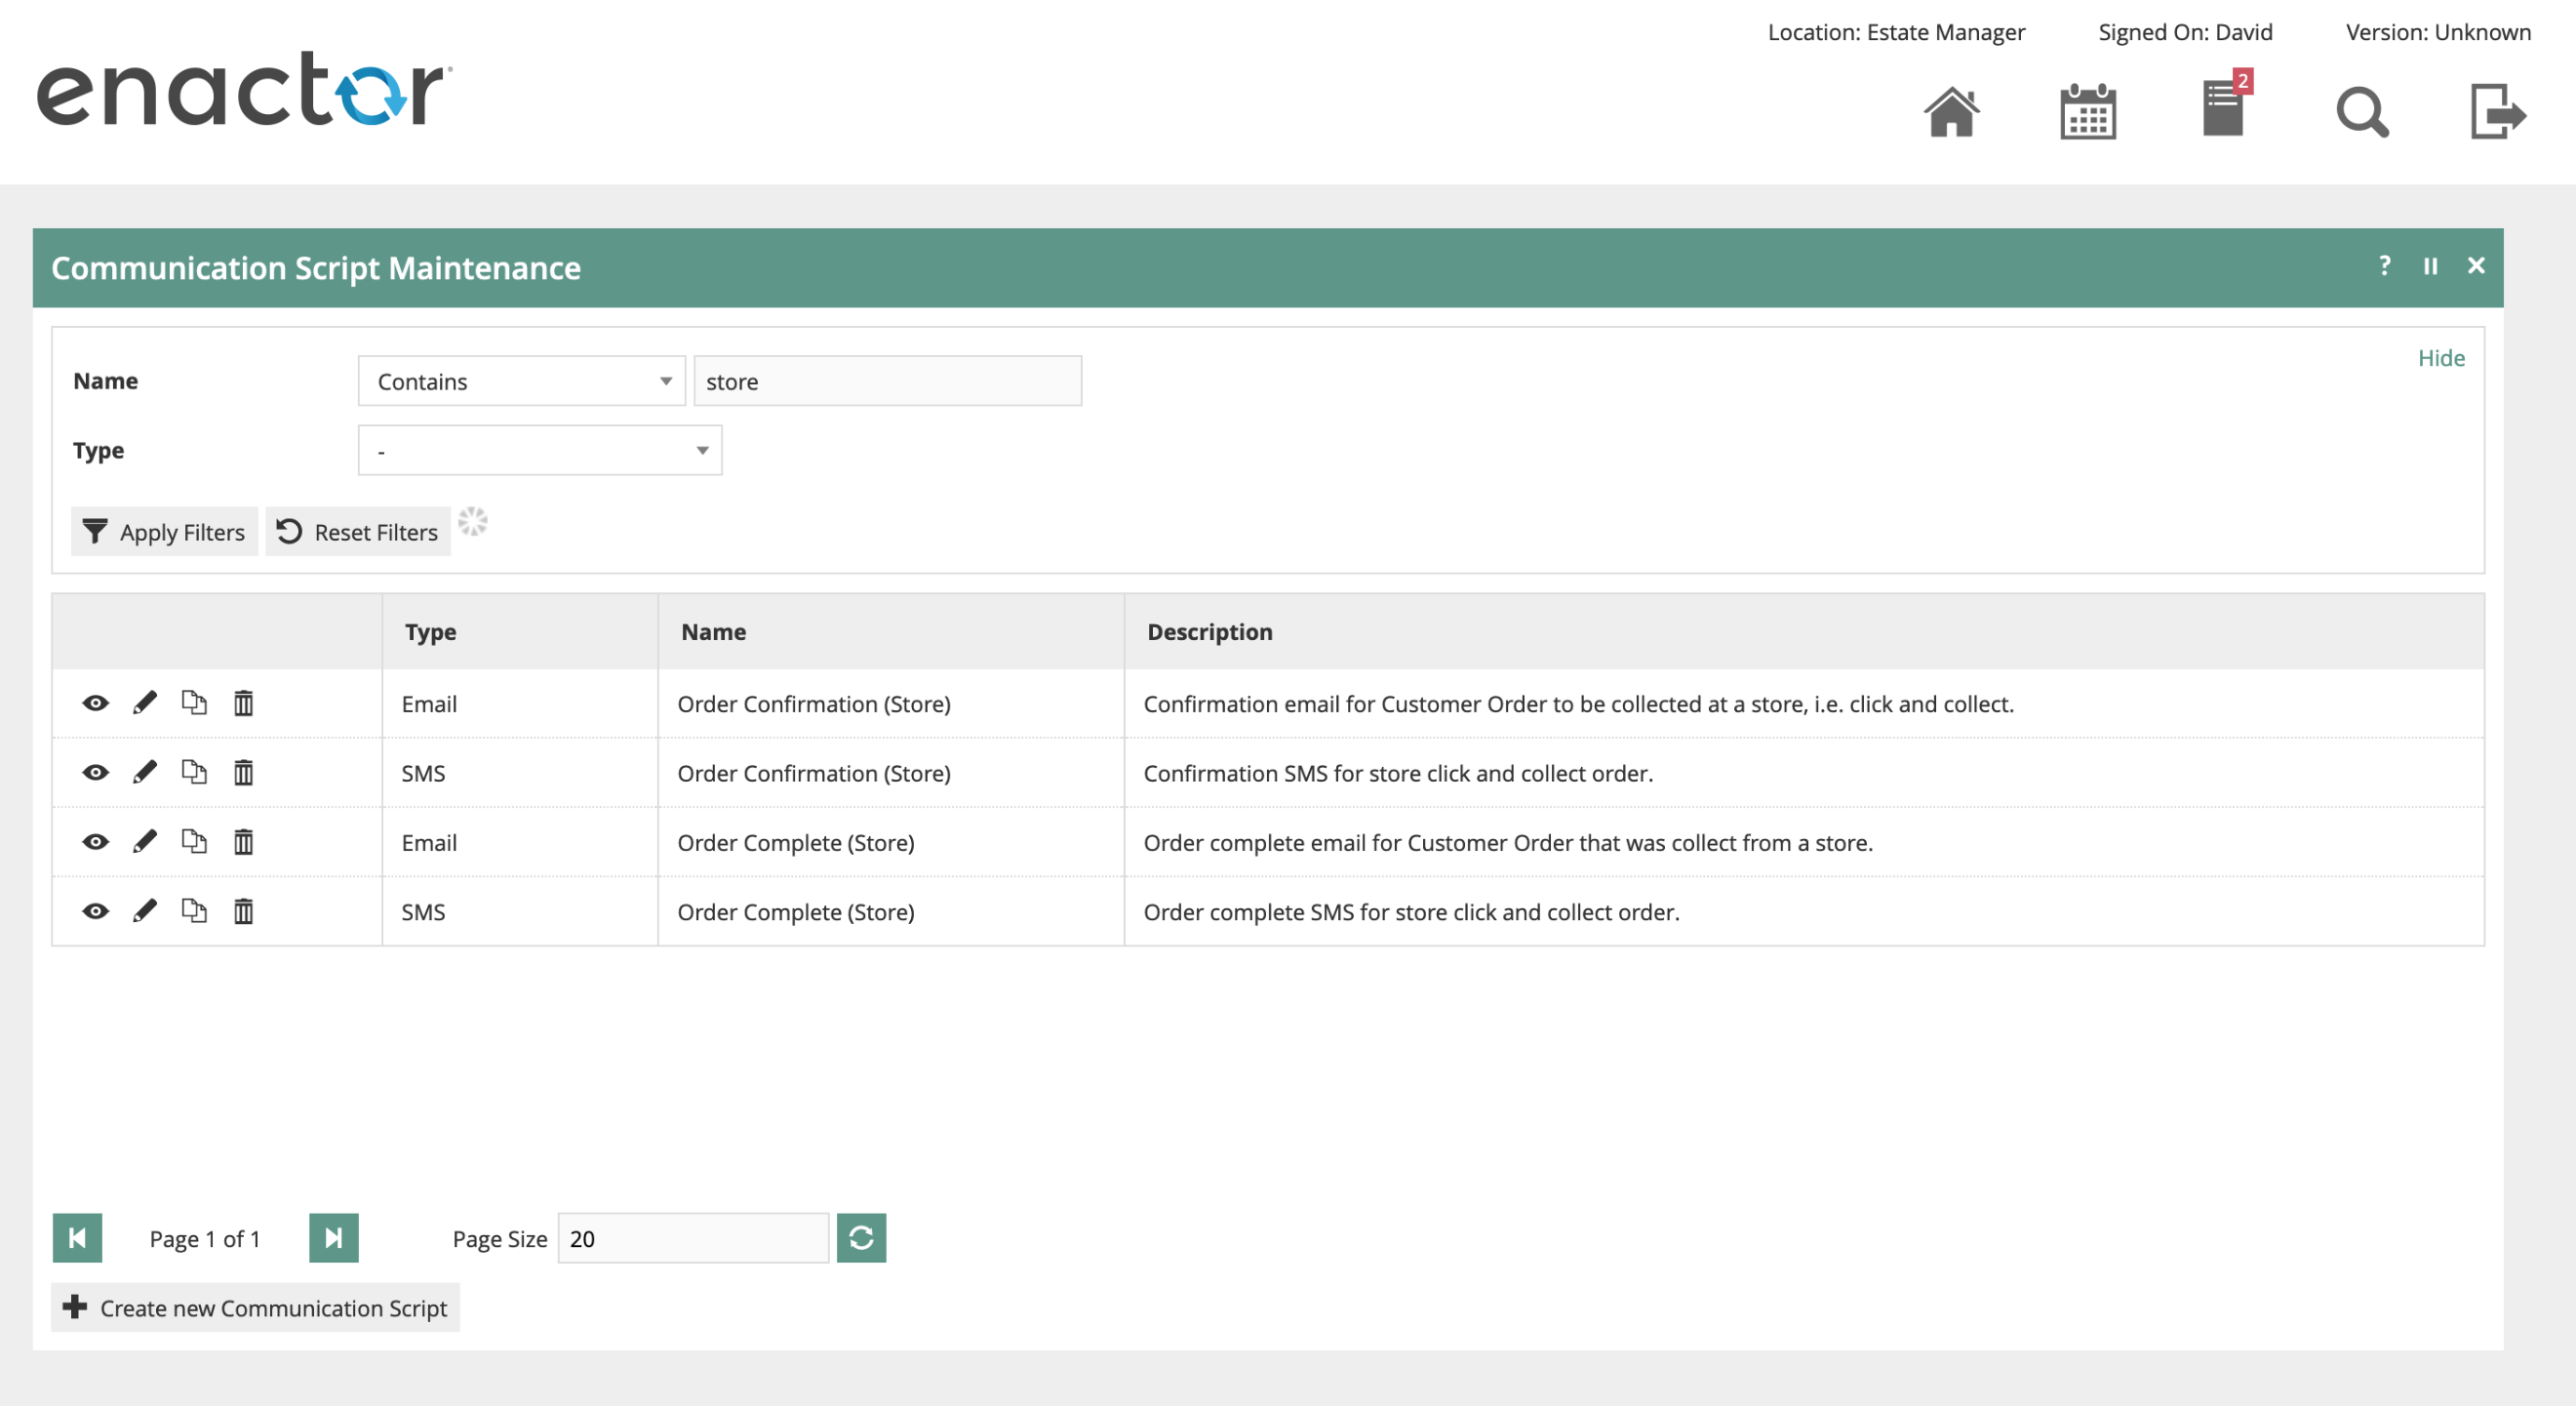 Location: Estate Manager Signed On: David Version: Unknown
enactor
2
Communication Script Maintenance ?
Name Contains store Hide
Type -
Apply Filters Reset Filters
Type Name Description
Email Order Confirmation (Store) Confirmation email for Customer Order to be collected at a store, i.e. click and collect.
SMS Order Confirmation (Store) Confirmation SMS for store click and collect order.
Email Order Complete (Store) Order complete email for Customer Order that was collect from a store.
SMS Order Complete (Store) Order complete SMS for store click and collect order.
Page 1 of 1 Page Size 20
Create new Communication Script